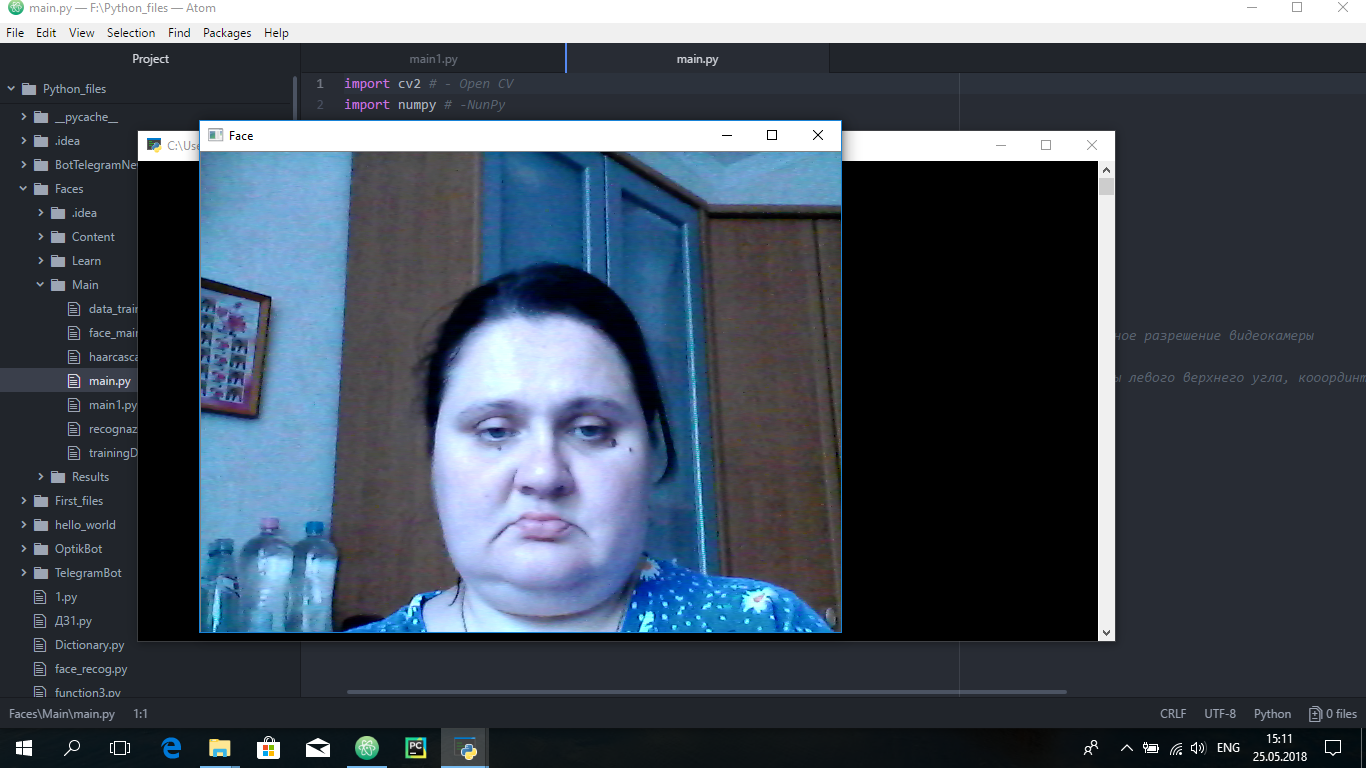 main.py — F:\Python_files — Atom
File Edit View Selection Find Packages Help
Project
main1.py
main.py
Python_files
__pycache__
.idea
BotTelegramNe
Faces
.idea
Content
Learn
Main
data_trai
face_mai
haarcasca
main.py
main1.py
recognaz
trainingD
Results
First_files
hello_world
OptikBot
TelegramBot
1.py
ДЗ1.py
Dictionary.py
face_recog.py
function3.py
1 import cv2 # - Open CV
2 import numpy # -NunPy
C:\Use
Face
ное разрешение видеокамеры
ы левого верхнего угла, кооординт
Faces\Main\main.py 1:1
CRLF UTF-8 Python 0 files
PC
ENG
15:11
25.05.2018